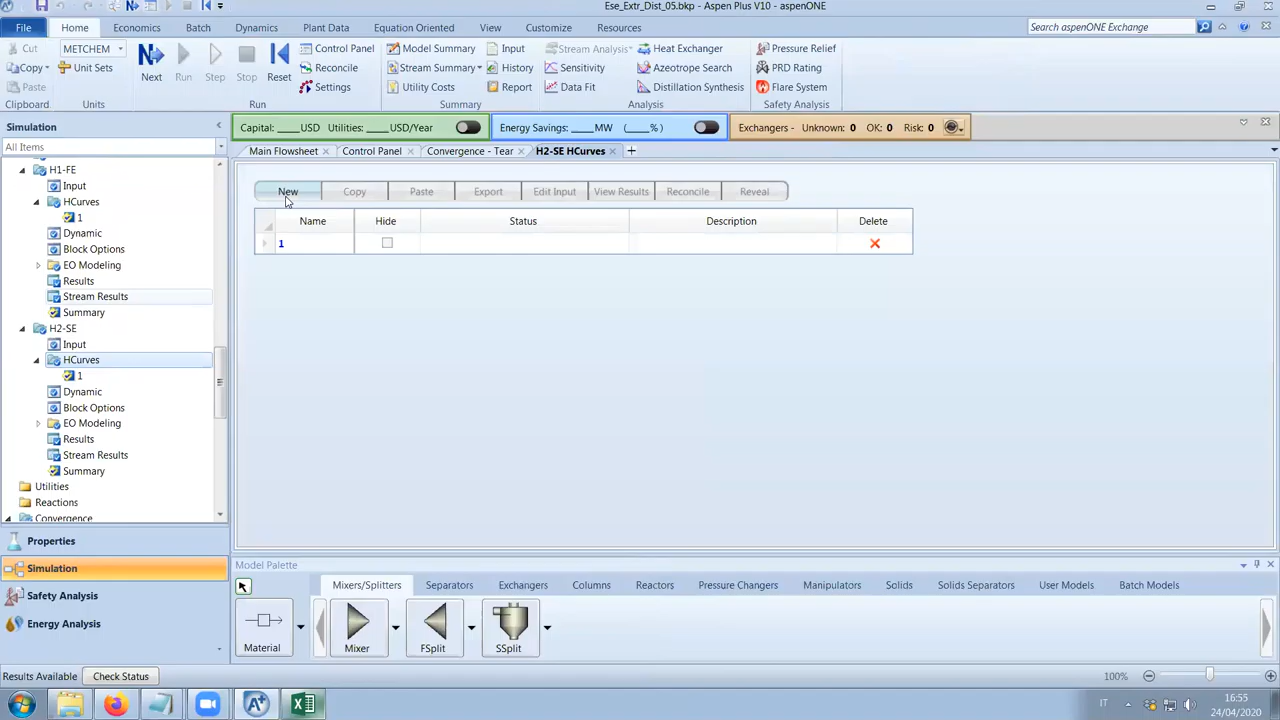 Ese_Extr_Dist_05.bkp - Aspen Plus V10 - aspenONE
File Home Economics Batch Dynamics Plant Data Equation Oriented View Customize Resources Search aspenONE Exchange
Cut METCHEM Control Panel Model Summary Input Stream Analysis Heat Exchanger Pressure Relief
Copy Unit Sets Next Run Step Stop Reset Reconcile Stream Summary History Sensitivity Azeotrope Search PRD Rating
Paste Settings Utility Costs Report Data Fit Distillation Synthesis Flare System
Clipboard Units Run Summary Analysis Safety Analysis
Simulation Capital: ____USD Utilities: ____USD/Year Energy Savings: ____MW (____%) Exchangers - Unknown: 0 OK: 0 Risk: 0
All Items Main Flowsheet Control Panel Convergence - Tear H2-SE HCurves
H1-FE
Input
HCurves
1
Dynamic
Block Options
EO Modeling
Results
Stream Results
Summary
H2-SE
Input
HCurves
1
Dynamic
Block Options
EO Modeling
Results
Stream Results
Summary
Utilities
Reactions
Convergence
Properties
Simulation
Safety Analysis
Energy Analysis
New Copy Paste Export Edit Input View Results Reconcile Reveal
Name Hide Status Description Delete
1
Model Palette
Mixers/Splitters Separators Exchangers Columns Reactors Pressure Changers Manipulators Solids Solids Separators User Models Batch Models
Material Mixer FSplit SSplit
Results Available Check Status 100%
IT 16:55
24/04/2020